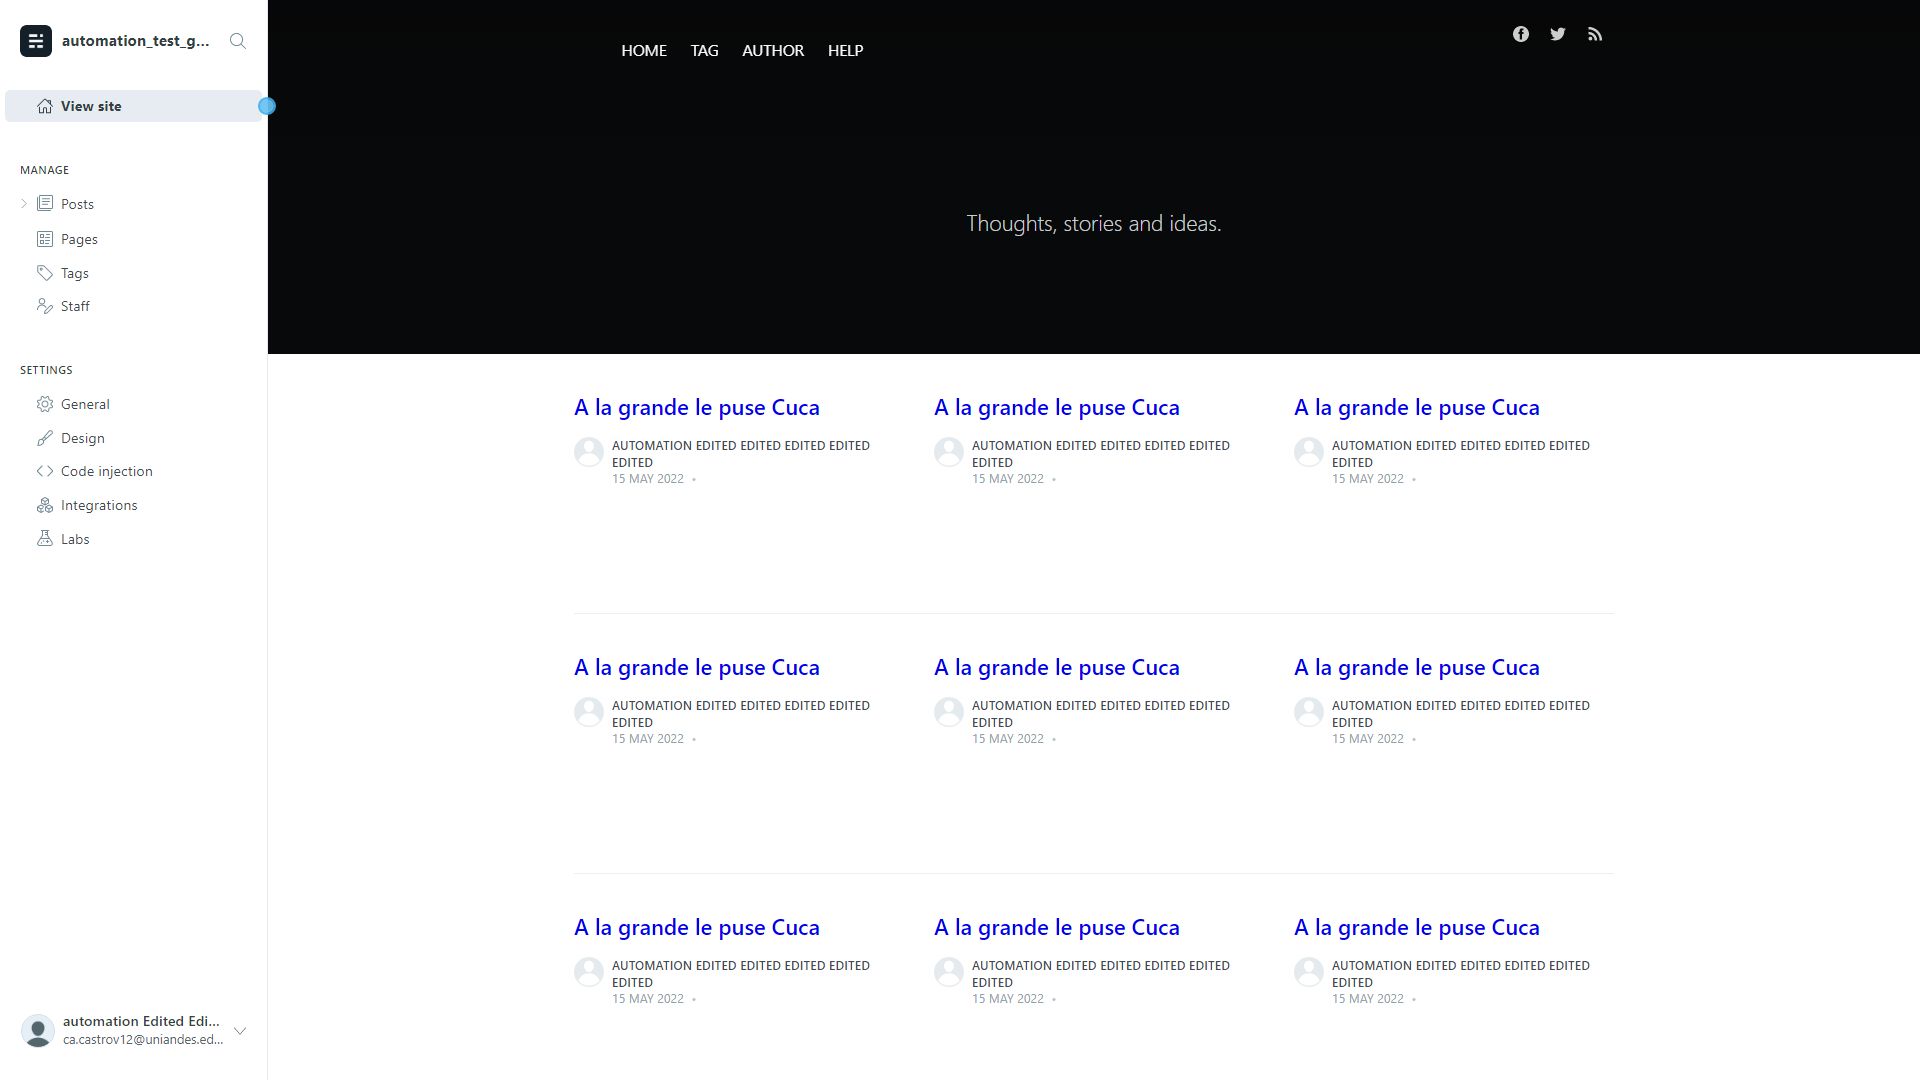 automation_test_g...
View site
MANAGE
Posts
Pages
Tags
Staff
SETTINGS
General
Design
Code injection
Integrations
Labs
automation Edited Edi...
ca.castrov12@uniandes.ed...
HOME TAG AUTHOR HELP
Thoughts, stories and ideas.
A la grande le puse Cuca
AUTOMATION EDITED EDITED EDITED EDITED
EDITED
15 MAY 2022 •
A la grande le puse Cuca
AUTOMATION EDITED EDITED EDITED EDITED
EDITED
15 MAY 2022 •
A la grande le puse Cuca
AUTOMATION EDITED EDITED EDITED EDITED
EDITED
15 MAY 2022 •
A la grande le puse Cuca
AUTOMATION EDITED EDITED EDITED EDITED
EDITED
15 MAY 2022 •
A la grande le puse Cuca
AUTOMATION EDITED EDITED EDITED EDITED
EDITED
15 MAY 2022 •
A la grande le puse Cuca
AUTOMATION EDITED EDITED EDITED EDITED
EDITED
15 MAY 2022 •
A la grande le puse Cuca
AUTOMATION EDITED EDITED EDITED EDITED
EDITED
15 MAY 2022 •
A la grande le puse Cuca
AUTOMATION EDITED EDITED EDITED EDITED
EDITED
15 MAY 2022 •
A la grande le puse Cuca
AUTOMATION EDITED EDITED EDITED EDITED
EDITED
15 MAY 2022 •